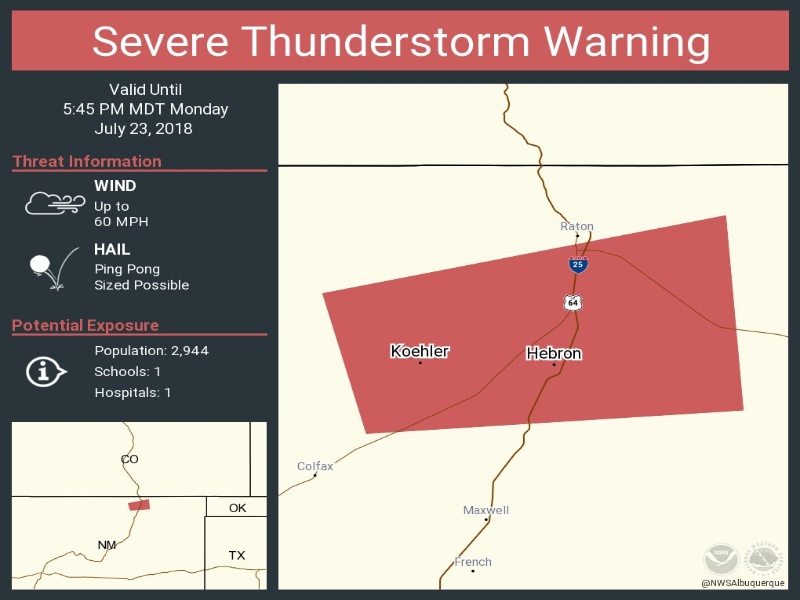 Severe Thunderstorm Warning
Valid Until
5:45 PM MDT Monday
July 23, 2018
Threat Information
WIND
Up to
60 MPH
HAIL
Ping Pong
Sized Possible
Potential Exposure
Population: 2,944
Schools: 1
Hospitals: 1
CO
OK
NM
TX
Raton
25
64
Koehler
Hebron
Colfax
Maxwell
French
@NWSAlbuquerque